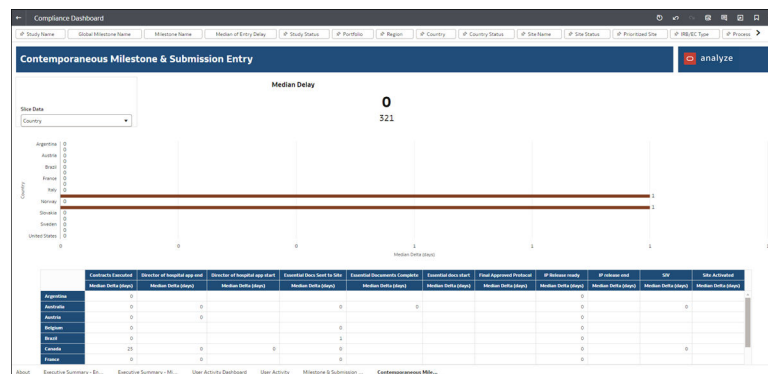 ← Compliance Dashboard
Study Name Global Milestone Name Milestone Name Median of Entry Delay Study Status Portfolio Region Country Country Status Site Name Site Status Prioritized Site IRB/EC Type Process
Contemporaneous Milestone & Submission Entry
analyze
Median Delay
0
321
Slice Data
Country
Country
Argentina 0
0
Austria 0
0
Brazil 0
0
France 0
0
Italy 0
1
Norway 0
1
Slovakia 0
0
Sweden 0
0
United States 0
0 0 0 1 1 1 1
Median Delta (days)
Contracts Executed Director of hospital app end Director of hospital app start Essential Docs Sent to Site Essential Documents Complete Essential docs start Final Approved Protocol IP Release ready IP release end SIV Site Activated
Median Delta (days) Median Delta (days) Median Delta (days) Median Delta (days) Median Delta (days) Median Delta (days) Median Delta (days) Median Delta (days) Median Delta (days) Median Delta (days) Median Delta (days)
Argentina 0 0
Australia 0 0 0 0 0 0
Austria 0 0 0
Belgium 0 0
Brazil 0 1 0
Canada 25 0 0 0 0 0
France 0 0 0 0
About Executive Summary - En... Executive Summary - Mi... User Activity Dashboard User Activity Milestone & Submission ... Contemporaneous Mile...